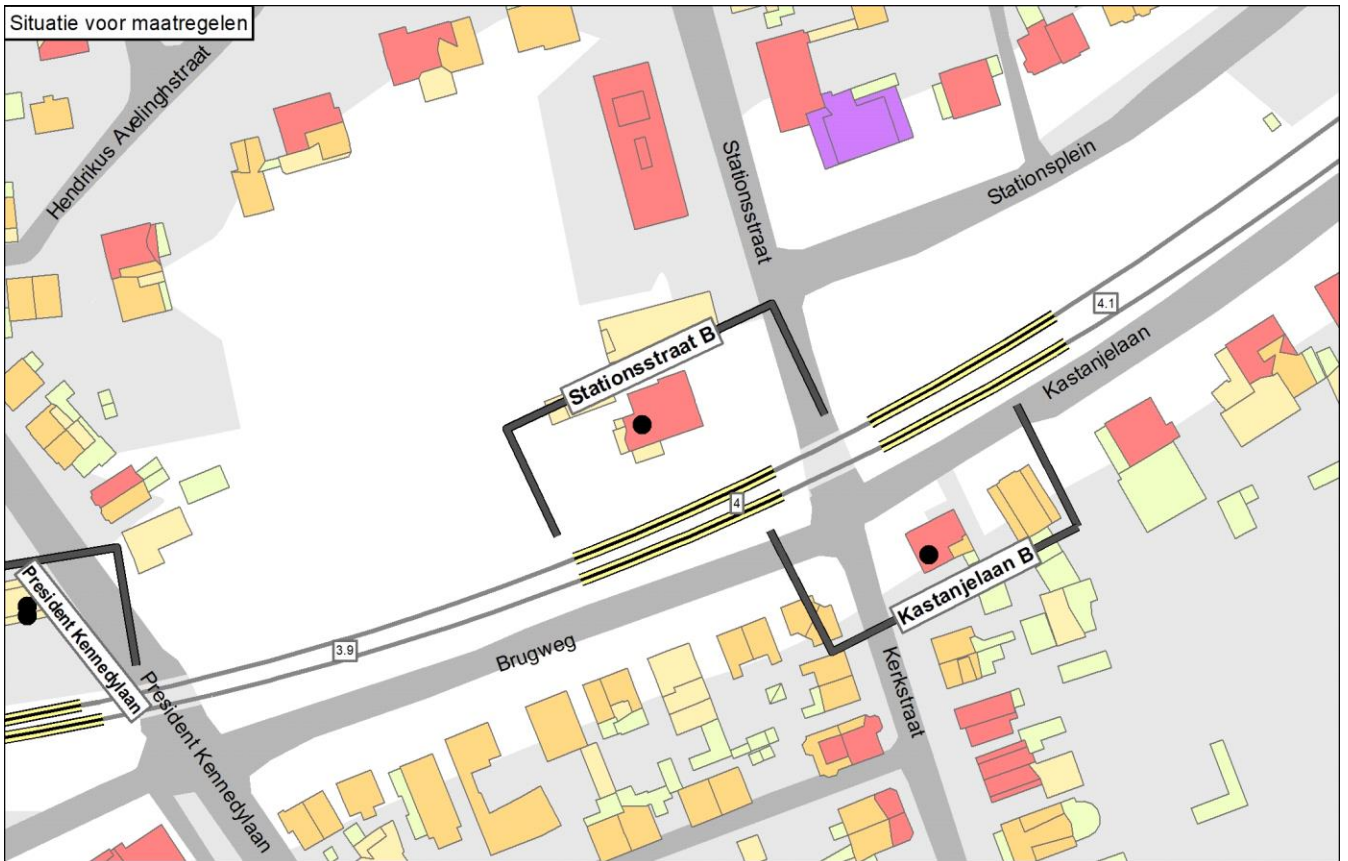 Situatie voor maatregelen
Hendrikus Avelinghstraat
Stationsstraat
Stationsplein
4.1
Stationsstraat B
Kastanjelaan
4
Kastanjelaan B
President Kennedylaan
3.9
Brugweg
Kerkstraat
President Kennedylaan